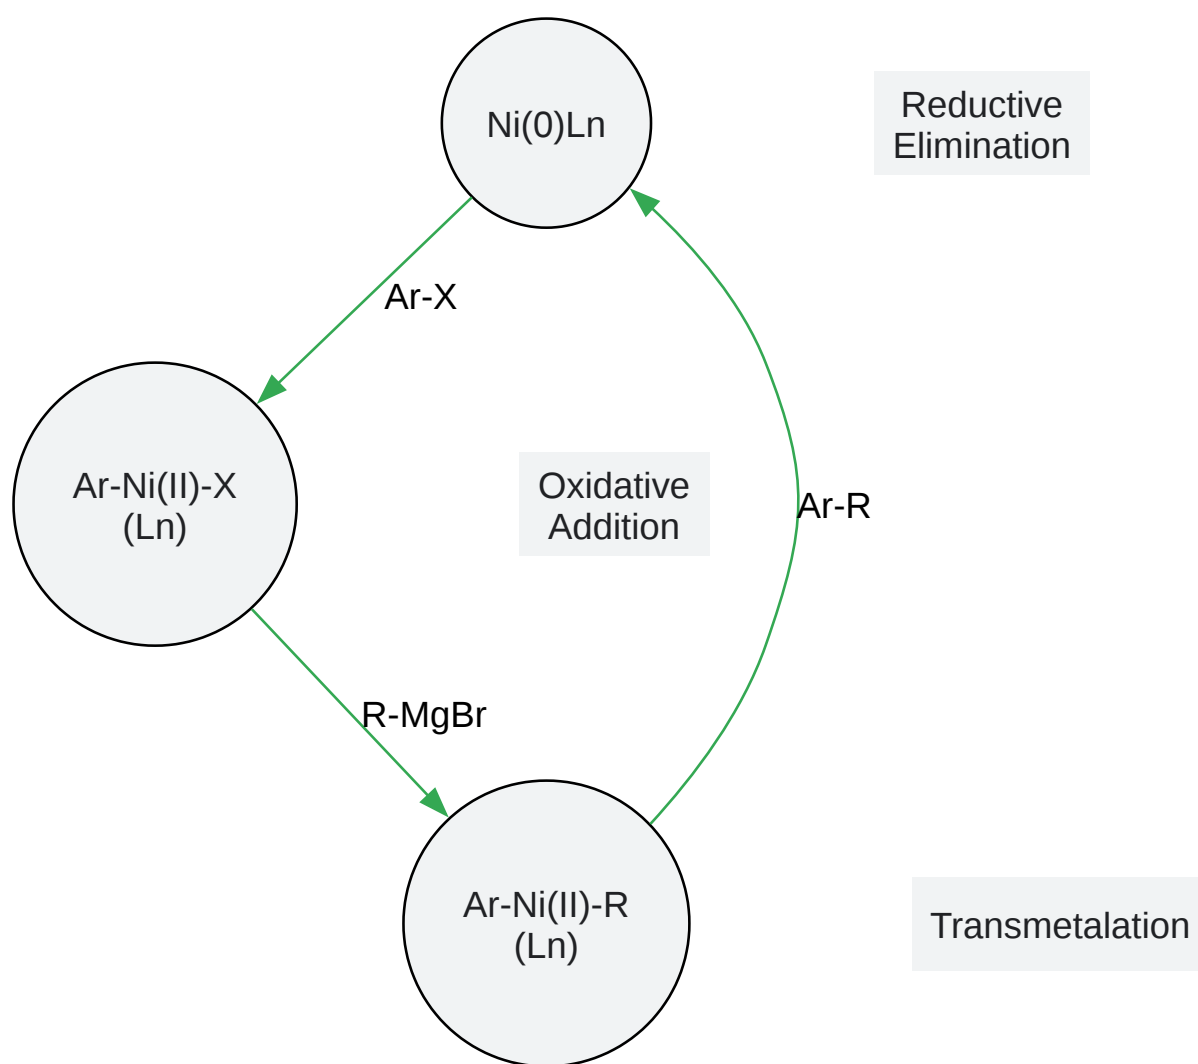 Ni(0)Ln
Reductive
Elimination
Ar-X
Ar-Ni(II)-X
(Ln)
Oxidative
Addition
Ar-R
R-MgBr
Ar-Ni(II)-R
(Ln)
Transmetalation